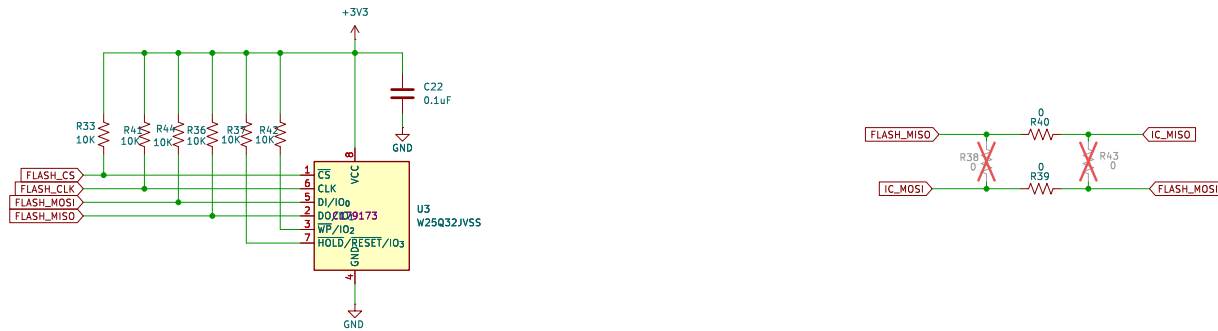 +3V3
C22
0.1uF
GND
R33
10K
R41
10K
R44
10K
R36
10K
R37
10K
R42
10K
FLASH_CS
FLASH_CLK
FLASH_MOSI
FLASH_MISO
1
6
5
2
3
7
8
4
VCC
CS
CLK
DI/IO0
C179173
WP/IO2
HOLD/RESET/IO3
GND
U3
W25Q32JVSS
GND
0
R40
FLASH_MISO
IC_MISO
R38
0
R43
0
0
R39
IC_MOSI
FLASH_MOSI